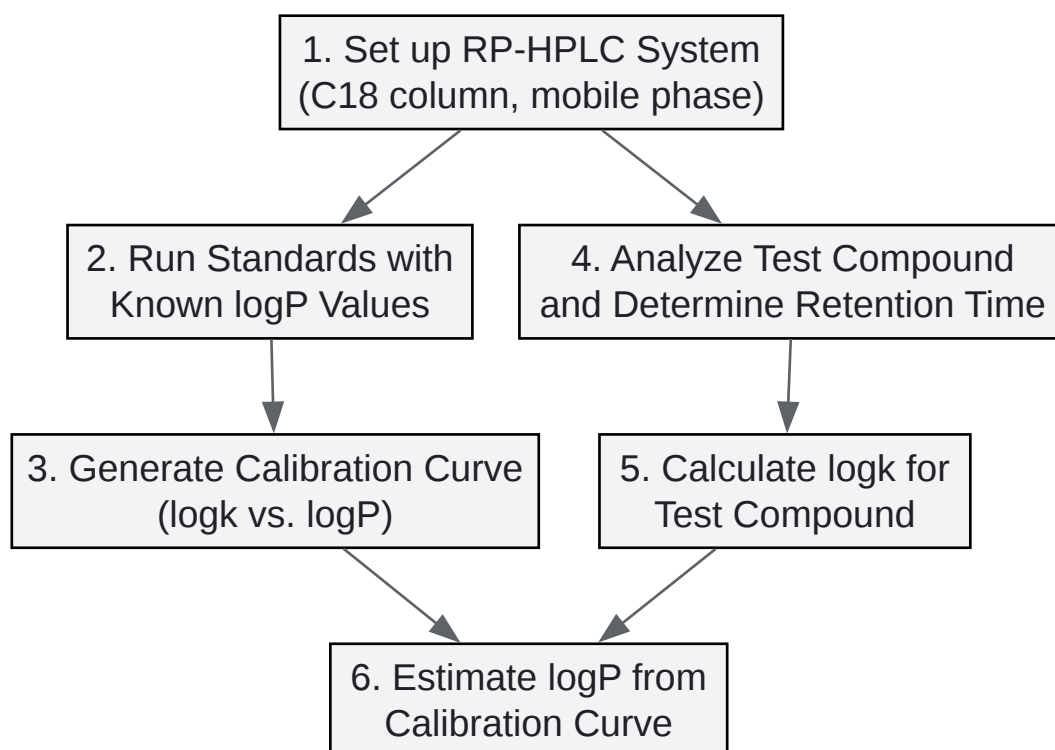 1. Set up RP-HPLC System
(C18 column, mobile phase)
2. Run Standards with
Known logP Values
4. Analyze Test Compound
and Determine Retention Time
3. Generate Calibration Curve
(logk vs. logP)
5. Calculate logk for
Test Compound
6. Estimate logP from
Calibration Curve